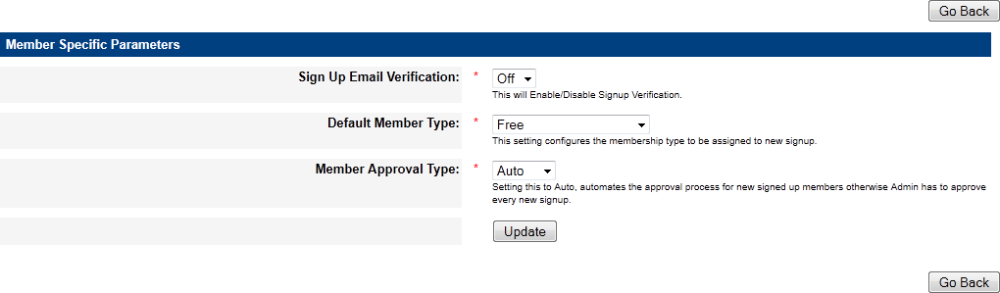 Go Back
Member Specific Parameters
Sign Up Email Verification: * Off
This will Enable/Disable Signup Verification.
Default Member Type: * Free
This setting configures the membership type to be assigned to new signup.
Member Approval Type: * Auto
Setting this to Auto, automates the approval process for new signed up members otherwise Admin has to approve
every new signup.
Update
Go Back